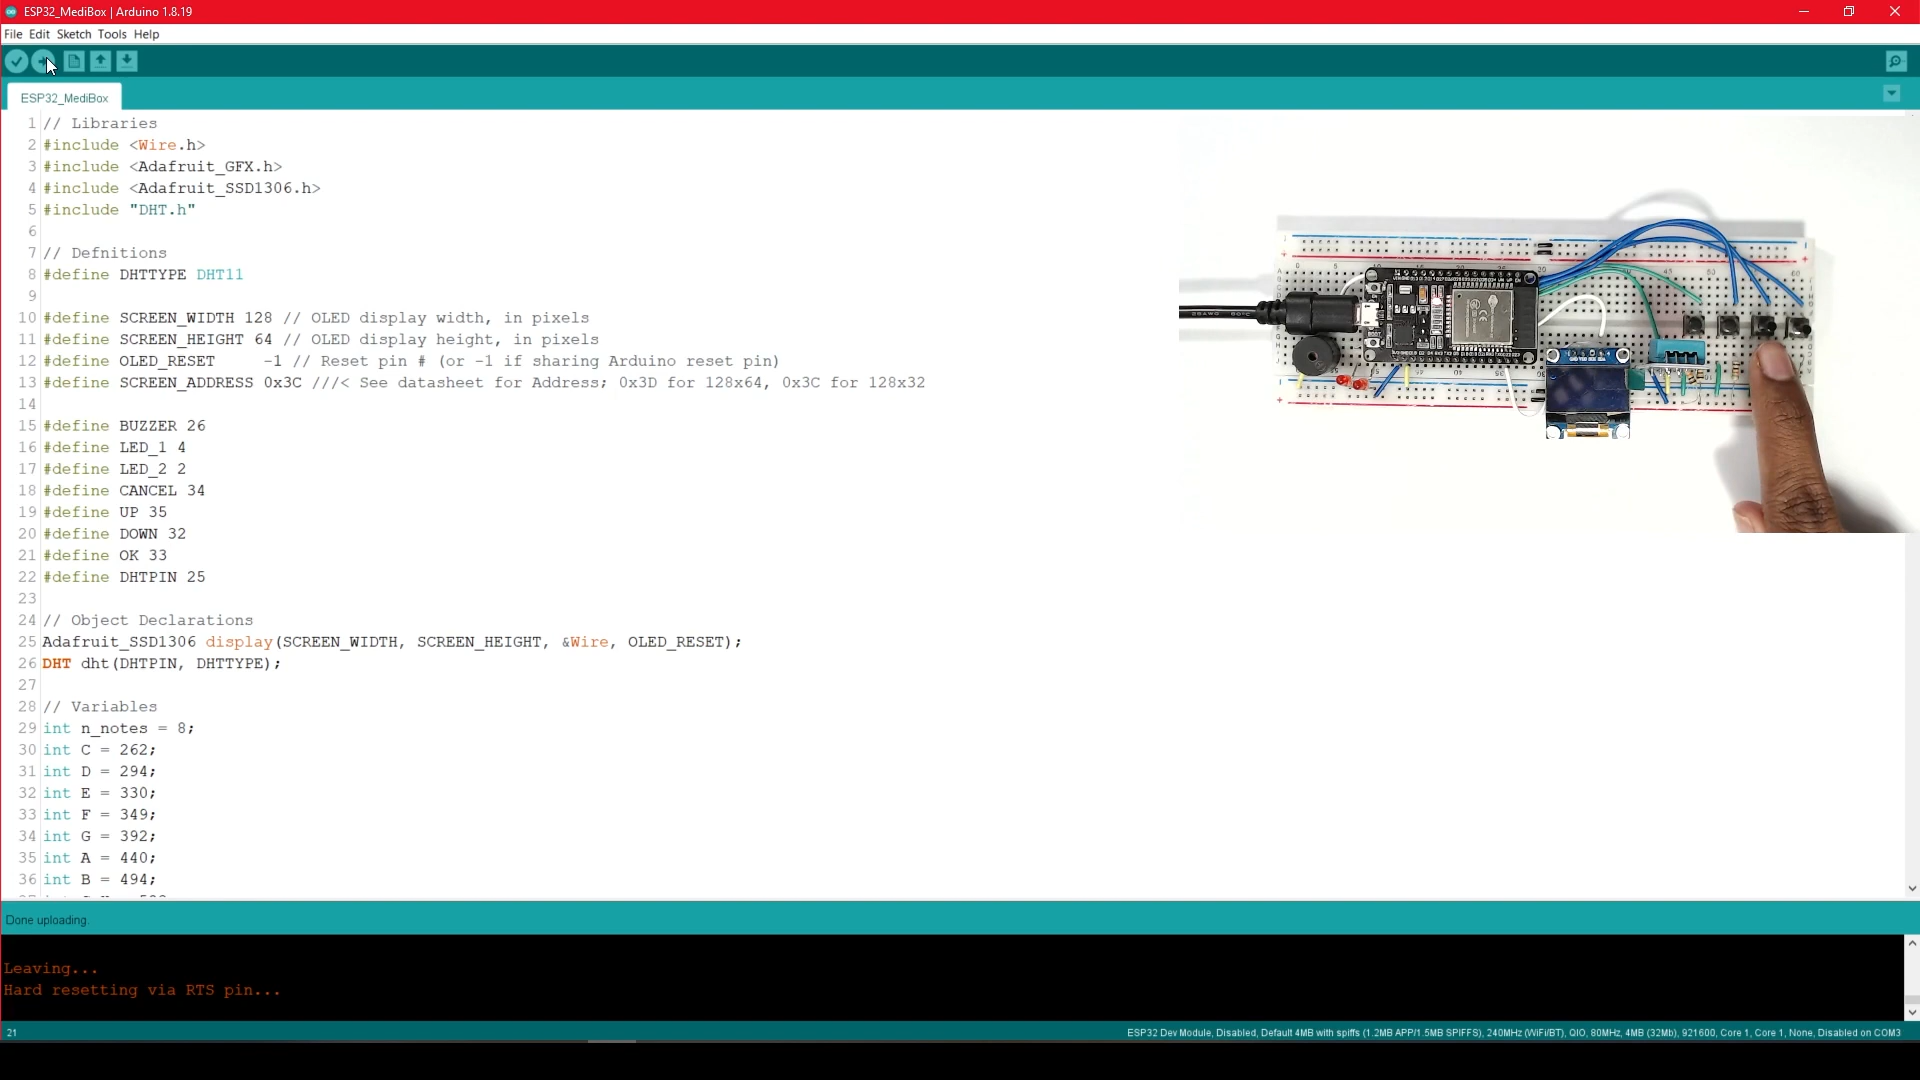 ESP32_MediBox | Arduino 1.8.19
File Edit Sketch Tools Help
ESP32_MediBox
1 // Libraries
2 #include <Wire.h>
3 #include <Adafruit_GFX.h>
4 #include <Adafruit_SSD1306.h>
5 #include "DHT.h"
6
7 // Defnitions
8 #define DHTTYPE DHT11
9
10 #define SCREEN_WIDTH 128 // OLED display width, in pixels
11 #define SCREEN_HEIGHT 64 // OLED display height, in pixels
12 #define OLED_RESET     -1 // Reset pin # (or -1 if sharing Arduino reset pin)
13 #define SCREEN_ADDRESS 0x3C ///< See datasheet for Address; 0x3D for 128x64, 0x3C for 128x32
14
15 #define BUZZER 26
16 #define LED_1 4
17 #define LED_2 2
18 #define CANCEL 34
19 #define UP 35
20 #define DOWN 32
21 #define OK 33
22 #define DHTPIN 25
23
24 // Object Declarations
25 Adafruit_SSD1306 display(SCREEN_WIDTH, SCREEN_HEIGHT, &Wire, OLED_RESET);
26 DHT dht(DHTPIN, DHTTYPE);
27
28 // Variables
29 int n_notes = 8;
30 int C = 262;
31 int D = 294;
32 int E = 330;
33 int F = 349;
34 int G = 392;
35 int A = 440;
36 int B = 494;
Done uploading.
Leaving...
Hard resetting via RTS pin...
21
ESP32 Dev Module, Disabled, Default 4MB with spiffs (1.2MB APP/1.5MB SPIFFS), 240MHz (WiFi/BT), QIO, 80MHz, 4MB (32Mb), 921600, Core 1, Core 1, None, Disabled on COM3